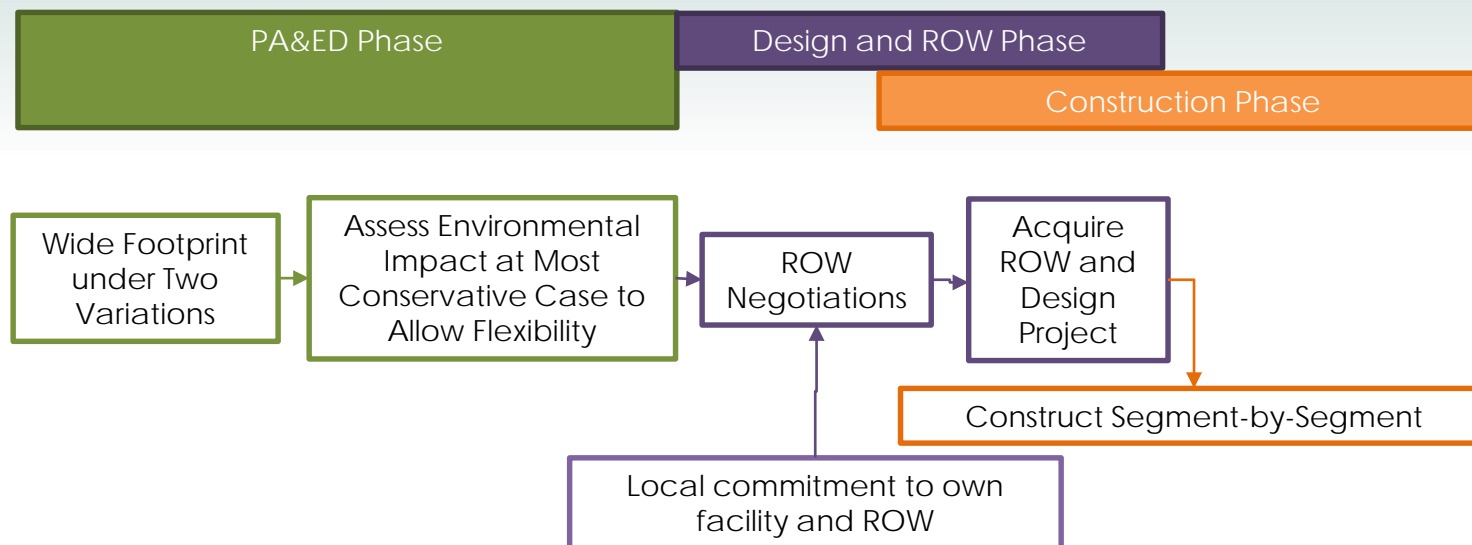 PA&ED Phase
Design and ROW Phase
Construction Phase
Wide Footprint
under Two
Variations
Assess Environmental
Impact at Most
Conservative Case to
Allow Flexibility
ROW
Negotiations
Acquire
ROW and
Design
Project
Construct Segment-by-Segment
Local commitment to own
facility and ROW